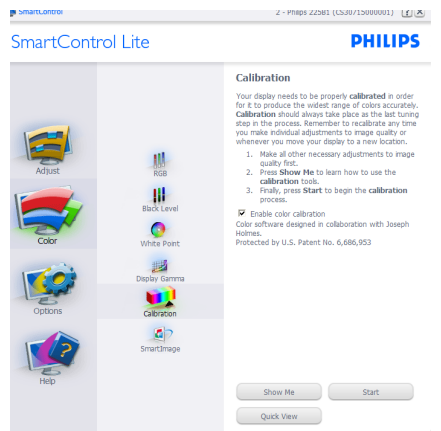 SmartControl
2 - Philips 225B1 (CS30715000001)
SmartControl Lite
PHILIPS
Adjust
Color
Options
Help
RGB
Black Level
White Point
Display Gamma
Calibration
SmartImage
Calibration
Your display needs to be properly calibrated in order
for it to produce the widest range of colors accurately.
Calibration should always take place as the last tuning
step in the process. Remember to recalibrate any time
you make individual adjustments to image quality or
whenever you move your display to a new location.
1. Make all other necessary adjustments to image
quality first.
2. Press Show Me to learn how to use the
calibration tools.
3. Finally, press Start to begin the calibration
process.
Enable color calibration
Color software designed in collaboration with Joseph
Holmes.
Protected by U.S. Patent No. 6,686,953
Show Me
Start
Quick View